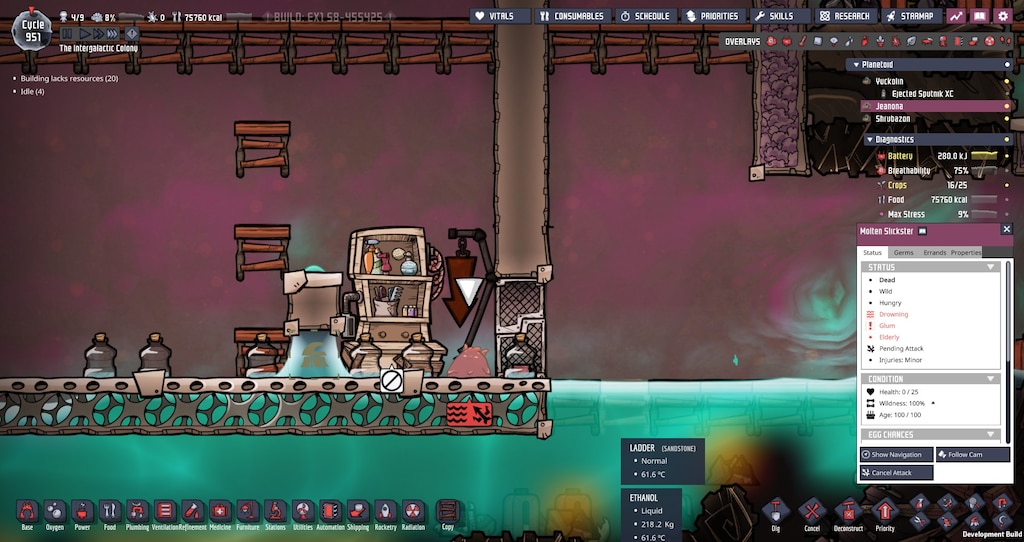 Cycle
951
4/9
8%
0
75760 kcal
BUILD: EX1 SB-455425
The Intergalactic Colony
• Building lacks resources (20)
• Idle (4)
VITALS
CONSUMABLES
SCHEDULE
PRIORITIES
SKILLS
RESEARCH
STARMAP
OVERLAYS
Planetoid
Yuckolin
Ejected Sputnik XC
Jeanona
Shrubazon
Diagnostics
Battery 280.0 kJ
Breathability 75%
Crops 16/25
Food 75760 kcal
Max Stress 9%
Molten Slickster
Status Germs Errands Properties
STATUS
• Dead
• Wild
• Hungry
Drowning
Glum
• Elderly
Pending Attack
• Injuries: Minor
CONDITION
Health: 0 / 25
Wildness: 100%
Age: 100 / 100
EGG CHANCES
Show Navigation
Follow Cam
Cancel Attack
LADDER (SANDSTONE)
• Normal
• 61.6 °C
ETHANOL
• Liquid
• 218.2 Kg
• 61.6 °C
Base
Oxygen
Power
Food
Plumbing
Ventilation
Refinement
Medicine
Furniture
Stations
Utilities
Automation
Shipping
Rocketry
Radiation
Copy
Dig
Cancel
Deconstruct
Priority
Development Build